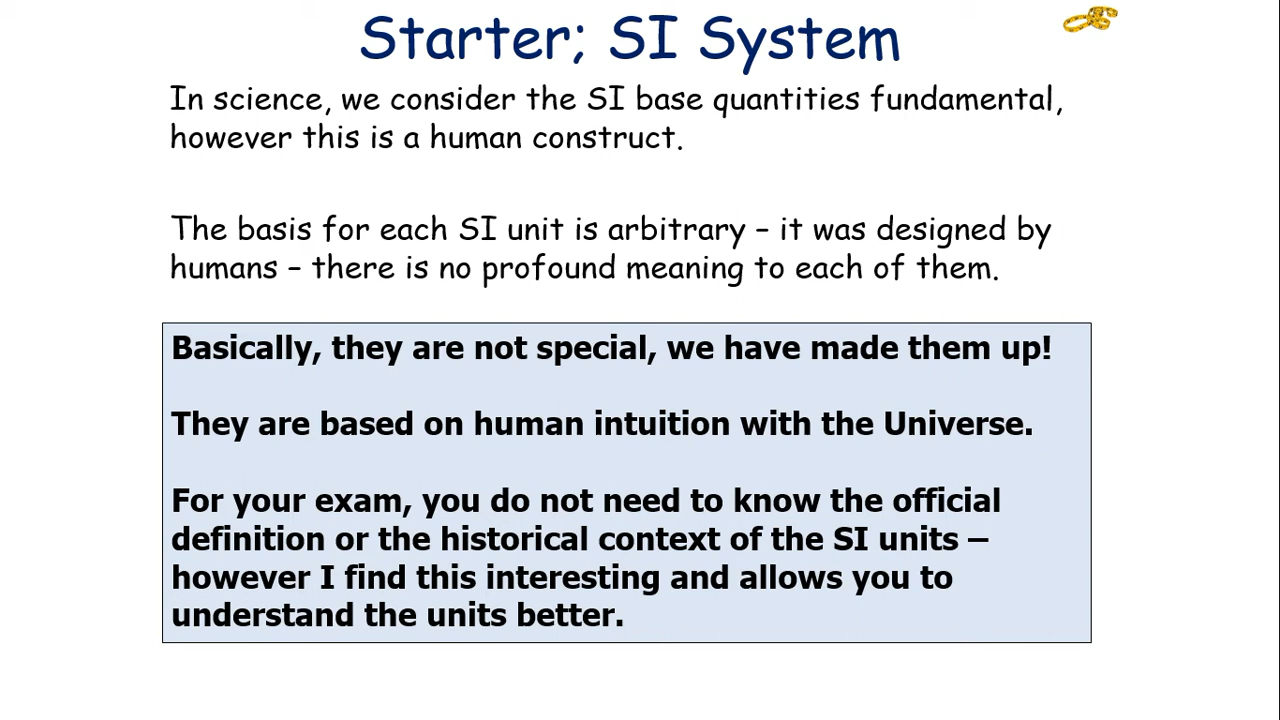 Starter; SI System
In science, we consider the SI base quantities fundamental,
however this is a human construct.
The basis for each SI unit is arbitrary – it was designed by
humans – there is no profound meaning to each of them.
Basically, they are not special, we have made them up!
They are based on human intuition with the Universe.
For your exam, you do not need to know the official
definition or the historical context of the SI units –
however I find this interesting and allows you to
understand the units better.